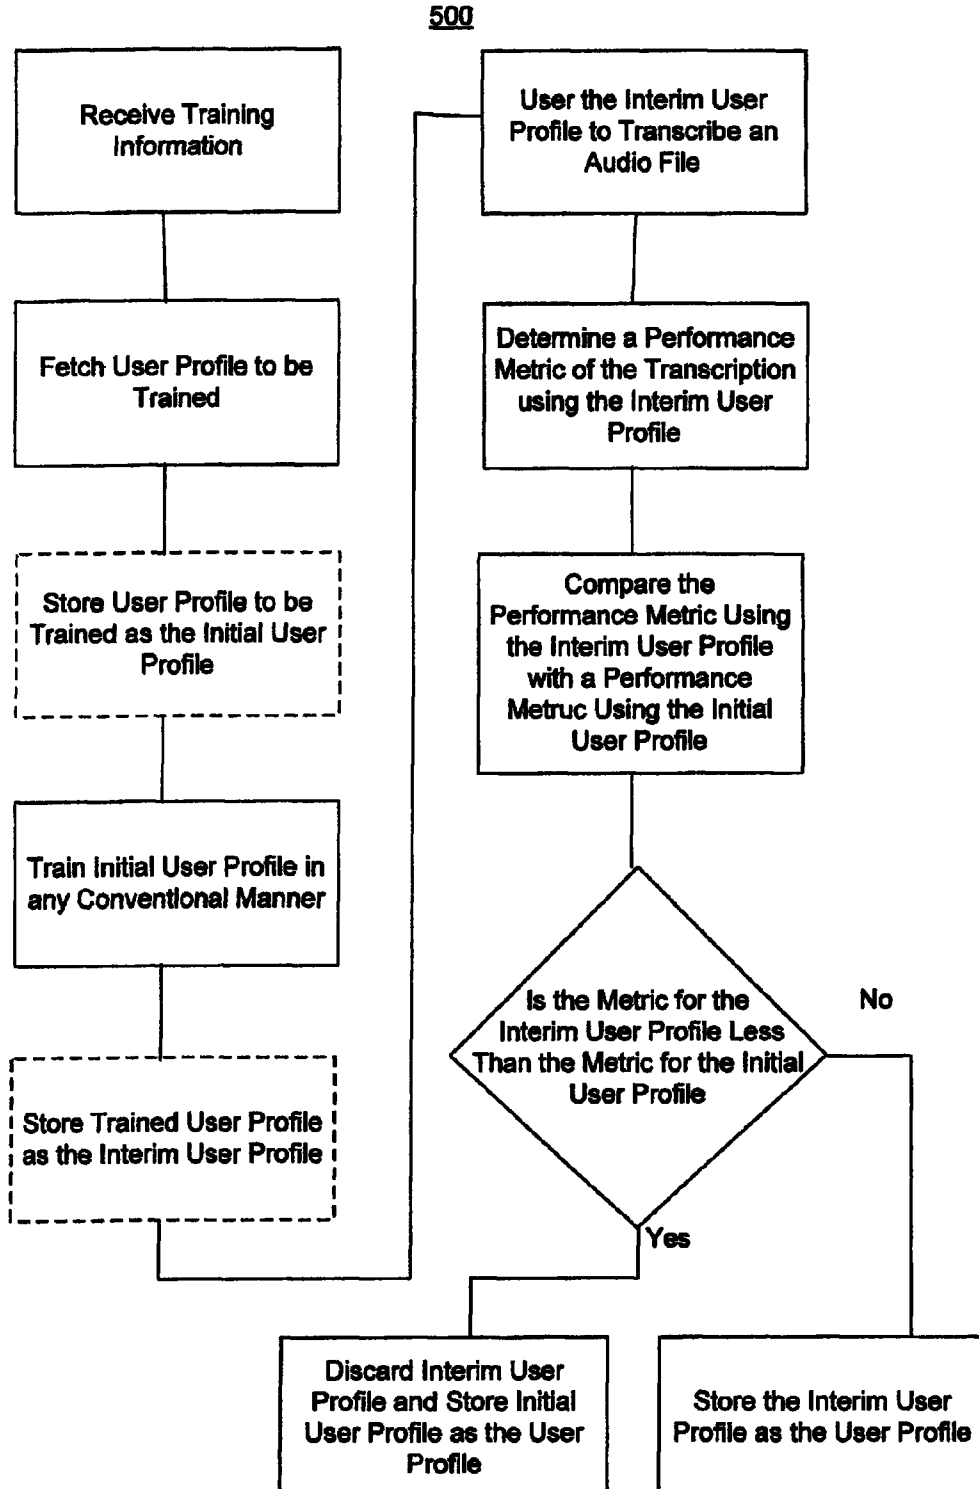 500
Receive Training
Information
Fetch User Profile to be
Trained
Store User Profile to be
Trained as the Initial User
Profile
Train Initial User Profile in
any Conventional Manner
Store Trained User Profile
as the Interim User Profile
User the Interim User
Profile to Transcribe an
Audio File
Determine a Performance
Metric of the Transcription
using the Interim User
Profile
Compare the
Performance Metric Using
the Interim User Profile
with a Performance
Metruc Using the Initial
User Profile
Is the Metric for the
Interim User Profile Less
Than the Metric for the Initial
User Profile
No
Yes
Discard Interim User
Profile and Store Initial
User Profile as the User
Profile
Store the Interim User
Profile as the User Profile